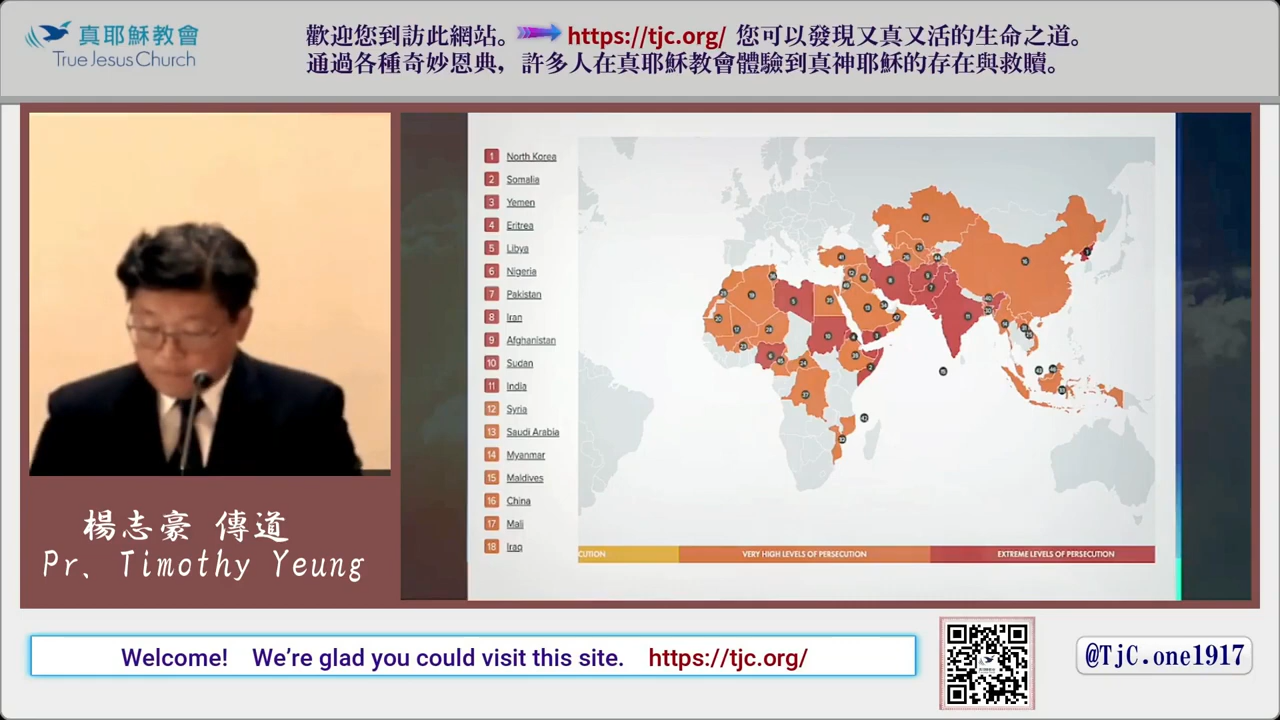 真耶穌教會
True Jesus Church
歡迎您到訪此網站。 https://tjc.org/ 您可以發現又真又活的生命之道。
通過各種奇妙恩典，許多人在真耶穌教會體驗到真神耶穌的存在與救贖。
1 North Korea
2 Somalia
3 Yemen
4 Eritrea
5 Libya
6 Nigeria
7 Pakistan
8 Iran
9 Afghanistan
10 Sudan
11 India
12 Syria
13 Saudi Arabia
14 Myanmar
15 Maldives
16 China
17 Mali
18 Iraq
CUTION VERY HIGH LEVELS OF PERSECUTION EXTREME LEVELS OF PERSECUTION
楊志豪 傳道
Pr. Timothy Yeung
Welcome! We’re glad you could visit this site. https://tjc.org/
@TjC.one1917